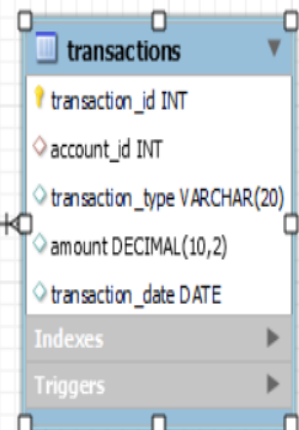 transactions
transaction_id INT
account_id INT
transaction_type VARCHAR(20)
amount DECIMAL(10,2)
transaction_date DATE
Indexes
Triggers